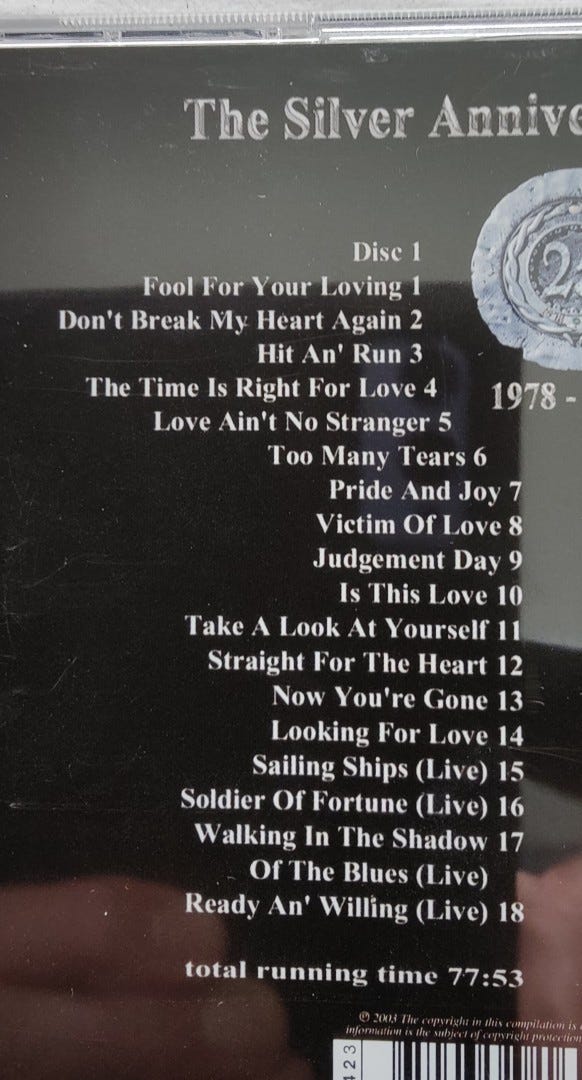 The Silver Annive
Disc 1
Fool For Your Loving 1
Don't Break My Heart Again 2
Hit An' Run 3
The Time Is Right For Love 4
1978 -
Love Ain't No Stranger 5
Too Many Tears 6
Pride And Joy 7
Victim Of Love 8
Judgement Day 9
Is This Love 10
Take A Look At Yourself 11
Straight For The Heart 12
Now You're Gone 13
Looking For Love 14
Sailing Ships (Live) 15
Soldier Of Fortune (Live) 16
Walking In The Shadow 17
Of The Blues (Live)
Ready An' Willing (Live) 18
total running time 77:53
© 2003 The copyright in this compilation is
information is the subject of copyright protection
423